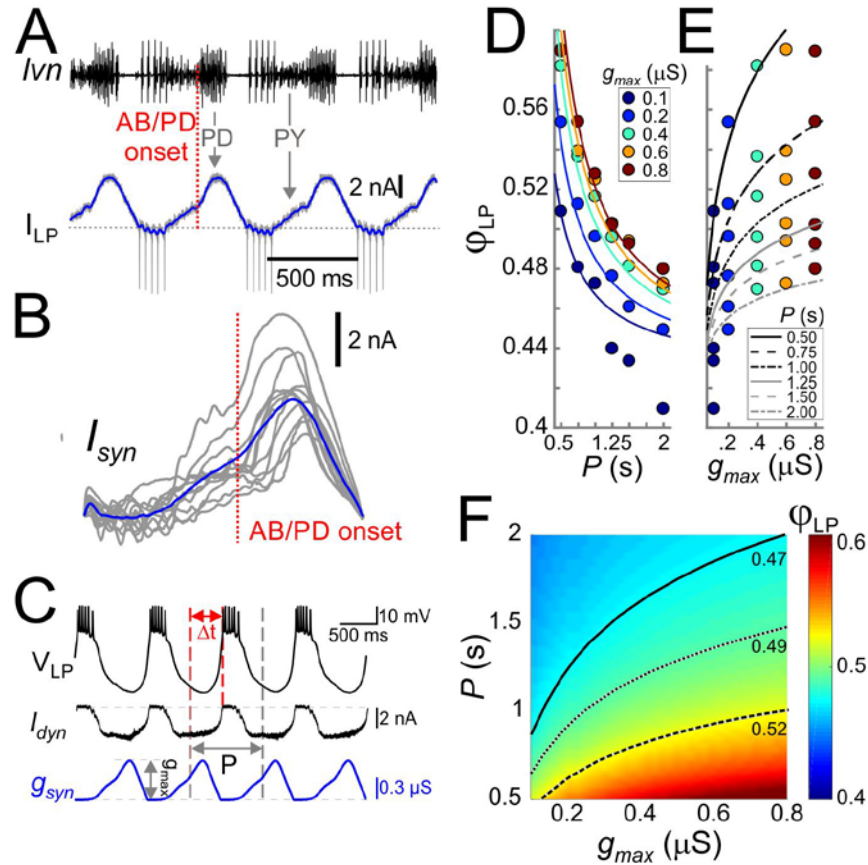 A
lvn
AB/PD
onset
PD
PY
2 nA
I_LP
500 ms
B
I_syn
2 nA
AB/PD onset
C
10 mV
500 ms
Δt
V_LP
I_dyn
2 nA
P
g_max
g_syn
0.3 µS
D
g_max (µS)
0.1
0.2
0.4
0.6
0.8
φ_LP
0.56
0.52
0.48
0.44
0.4
0.5 1.25 2
P (s)
E
P (s)
0.50
0.75
1.00
1.25
1.50
2.00
.2 .4 .6 .8
g_max (µS)
F
φ_LP
2
1.5
1
0.5
P (s)
0.47
0.49
0.52
0.2 0.4 0.6 0.8
g_max (µS)
0.6
0.5
0.4